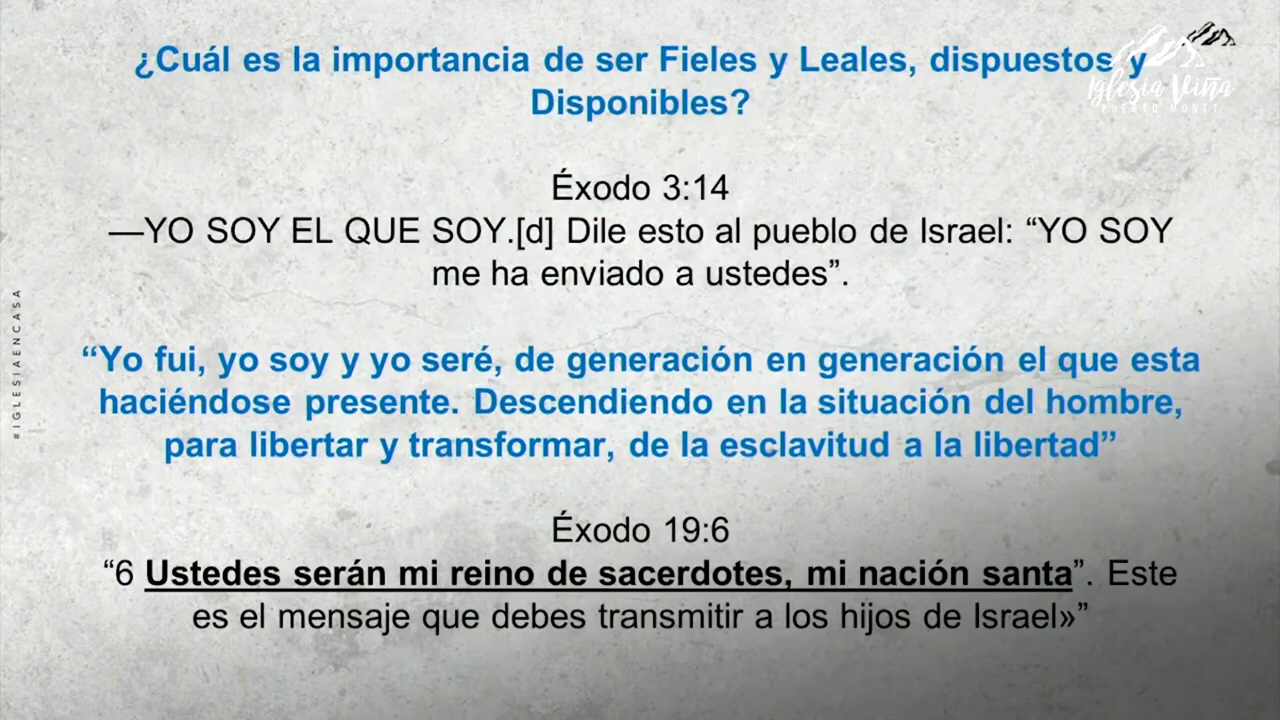 ¿Cuál es la importancia de ser Fieles y Leales, dispuestos y
Disponibles?
Iglesia Viña
PUERTO MONTT
Éxodo 3:14
—YO SOY EL QUE SOY.[d] Dile esto al pueblo de Israel: “YO SOY
me ha enviado a ustedes”.
“Yo fui, yo soy y yo seré, de generación en generación el que esta
haciéndose presente. Descendiendo en la situación del hombre,
para libertar y transformar, de la esclavitud a la libertad”
Éxodo 19:6
“6 Ustedes serán mi reino de sacerdotes, mi nación santa”. Este
es el mensaje que debes transmitir a los hijos de Israel»”
#IGLESIAENCASA